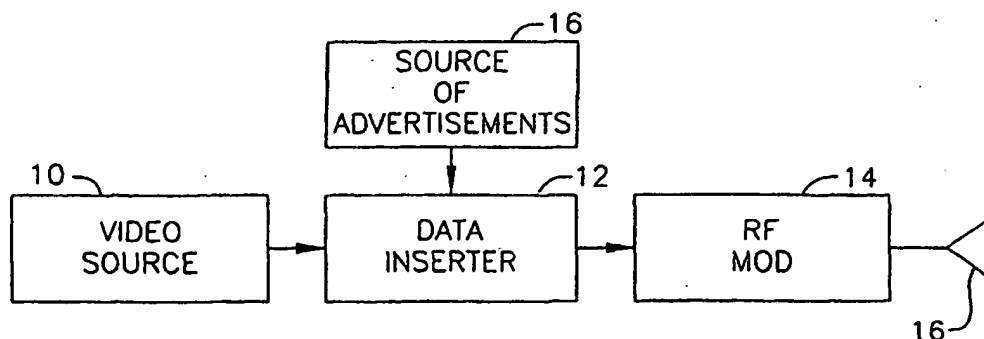 16
SOURCE
OF
ADVERTISEMENTS
10
12
14
VIDEO
SOURCE
DATA
INSERTER
RF
MOD
16